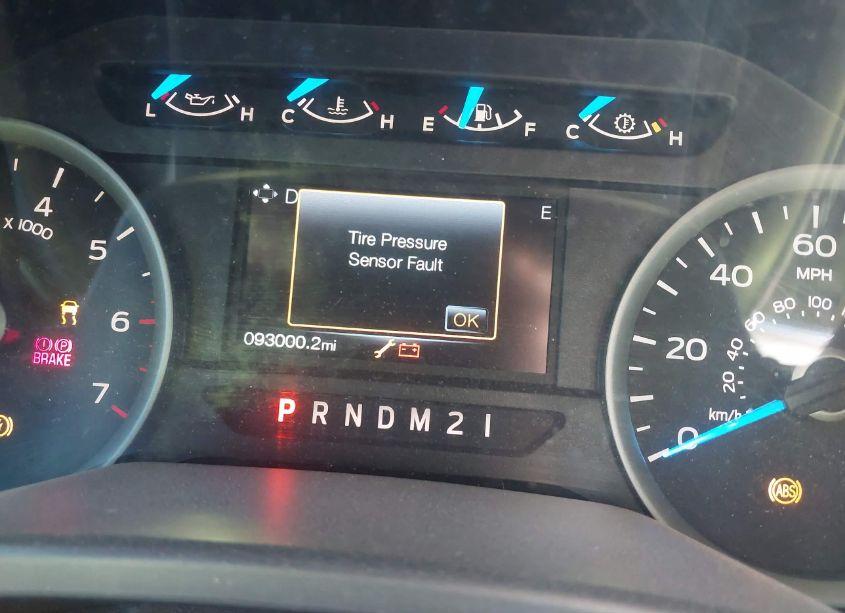 L H C H E F C H
4
x 1000
5
6
7
BRAKE
P
D
E
Tire Pressure
Sensor Fault
OK
093000.2mi
P R N D M 2 1
0
20
40
60
MPH
20
40
60
80
100
km/h
ABS